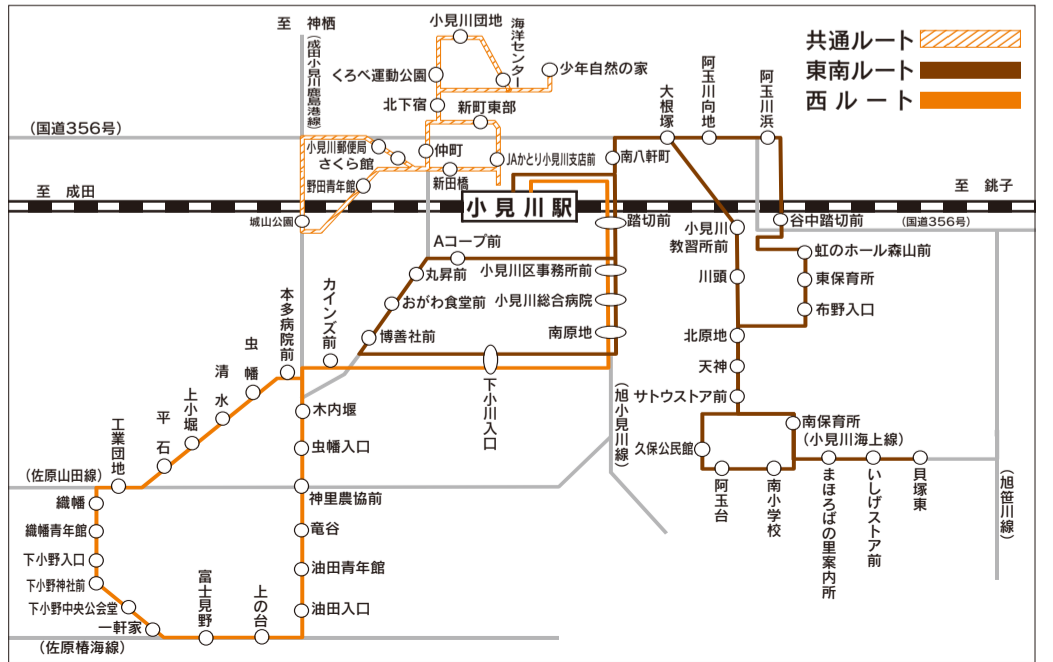 至 神栖
(成田小見川鹿島港線)
小見川団地
海洋センター
少年自然の家
くろべ運動公園
北下宿
新町東部
共通ルート
東南ルート
西ルート
(国道356号)
小見川郵便局
さくら館
仲町
野田青年館
新田橋
JAかとり小見川支店前
南八軒町
大根塚
阿玉川向地
阿玉川浜
至 成田
至 銚子
小見川駅
城山公園
踏切前
谷中踏切前
(国道356号)
小見川
教習所前
Aコープ前
丸昇前
小見川区事務所前
虹のホール森山前
川頭
東保育所
おがわ食堂前
小見川総合病院
布野入口
博善社前
南原地
北原地
カインズ前
本多病院前
天神
下小川入口
虫幡
清水
上小堀
平石
工業団地
木内堰
サトウストア前
虫幡入口
(旭小見川線)
南保育所
(小見川海上線)
久保公民館
(佐原山田線)
神里農協前
阿玉台
南小学校
まほろばの里案内所
いしげストア前
貝塚東
(旭笹川線)
織幡
織幡青年館
竜谷
下小野入口
油田青年館
下小野神社前
下小野中央公会堂
油田入口
一軒家
富士見野
上の台
(佐原椿海線)